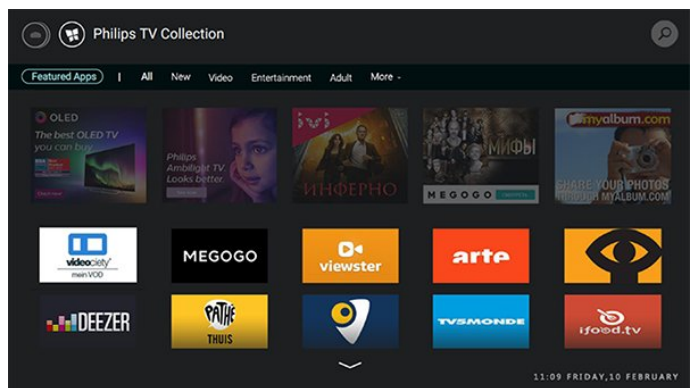 Philips TV Collection
Featured Apps | All New Video Entertainment Adult More
OLED
The best OLED TV
you can buy
Philips
Ambilight TV.
Looks better.
ИНФЕРНО
МИФЫ
MEGOGO
myalbum.com
SHARE YOUR PHOTOS
THROUGH MYALBUM.COM
videociety
mein VOD
MEGOGO
viewster
arte
DEEZER
PATHÉ
THUIS
TV5MONDE
ifood.tv
11:09 FRIDAY,10 FEBRUARY